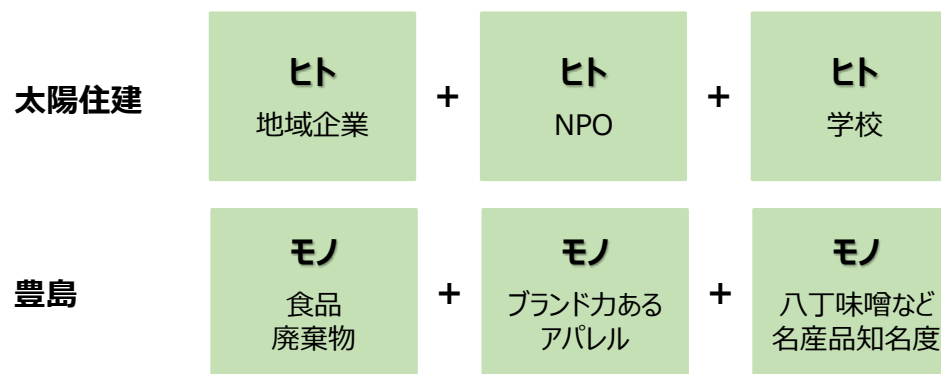 太陽住建
ヒト
地域企業
+
ヒト
NPO
+
ヒト
学校
豊島
モノ
食品
廃棄物
+
モノ
ブランド力ある
アパレル
+
モノ
八丁味噌など
名産品知名度